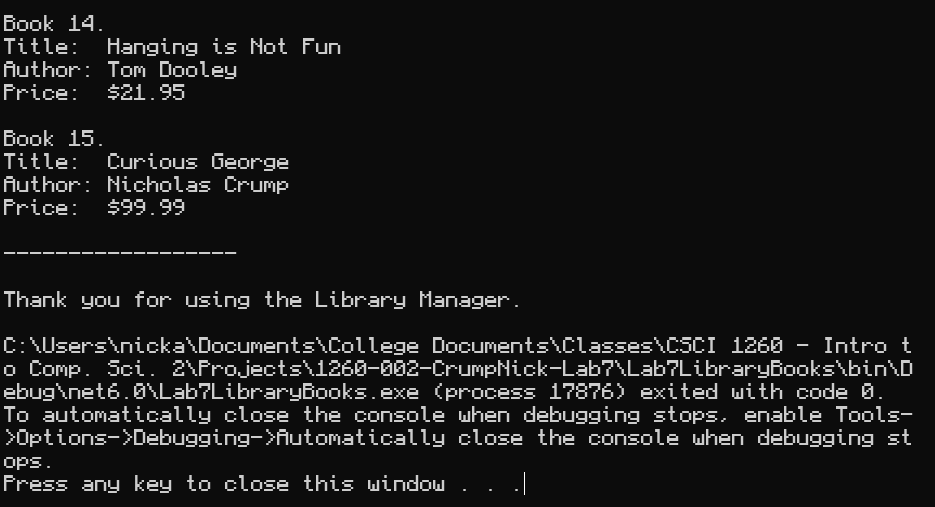 Book 14.
Title:  Hanging is Not Fun
Author: Tom Dooley
Price:  $21.95
Book 15.
Title:  Curious George
Author: Nicholas Crump
Price:  $99.99
------------------
Thank you for using the Library Manager.
C:\Users\nicka\Documents\College Documents\Classes\CSCI 1260 - Intro t
o Comp. Sci. 2\Projects\1260-002-CrumpNick-Lab7\Lab7LibraryBooks\bin\D
ebug\net6.0\Lab7LibraryBooks.exe (process 17876) exited with code 0.
To automatically close the console when debugging stops, enable Tools-
>Options->Debugging->Automatically close the console when debugging st
ops.
Press any key to close this window . . .